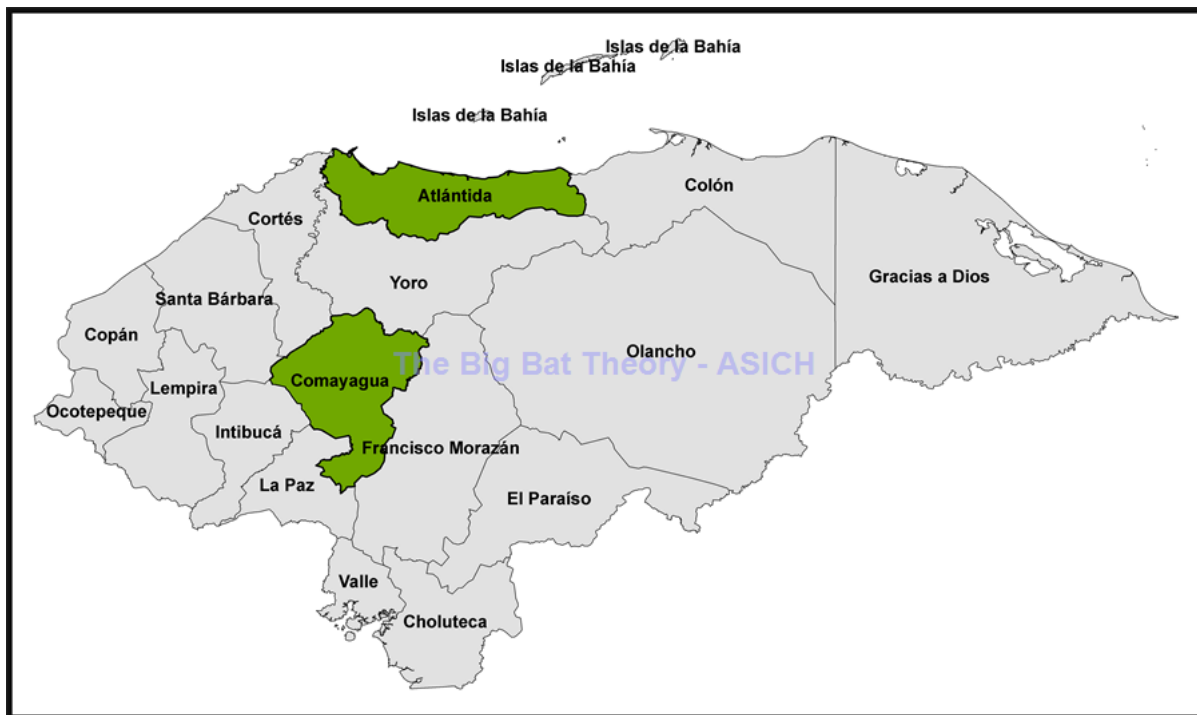 Islas de la Bahía
Islas de la Bahía
Islas de la Bahía
Atlántida
Colón
Cortés
Yoro
Gracias a Dios
Santa Bárbara
Copán
Olancho
The Big Bat Theory - ASICH
Comayagua
Lempira
Ocotepeque
Intibucá
Francisco Morazán
La Paz
El Paraíso
Valle
Choluteca